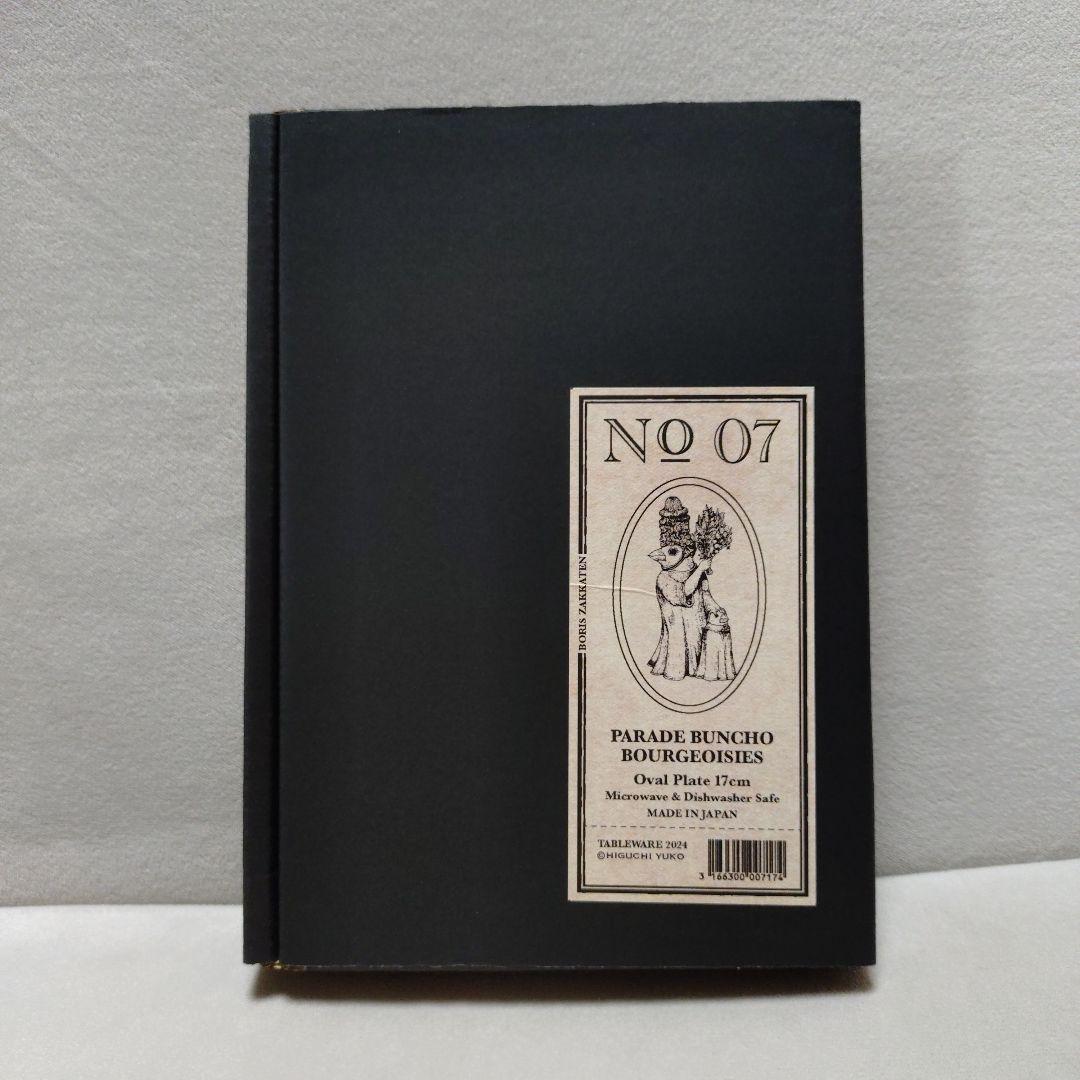 No 07
BORIS ZAKKATEN
PARADE BUNCHO
BOURGEOISIES
Oval Plate 17cm
Microwave & Dishwasher Safe
MADE IN JAPAN
TABLEWARE 2024
©HIGUCHI YUKO
3 166300 007174